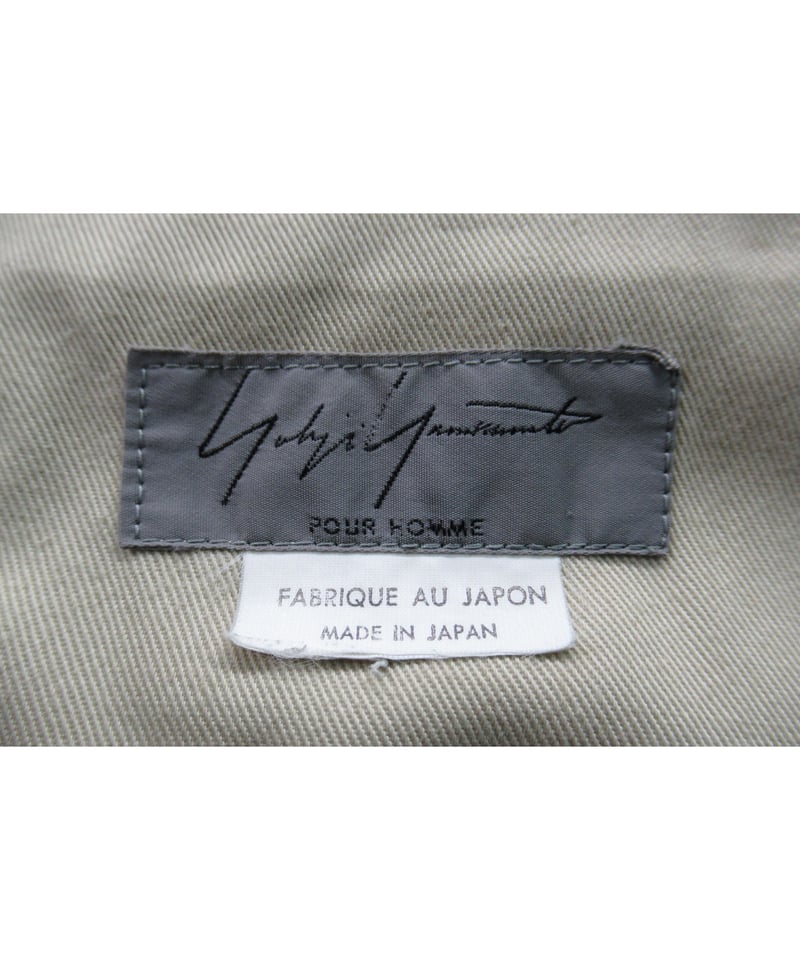 Yohji Yamamoto
POUR HOMME
FABRIQUE AU JAPON
MADE IN JAPAN